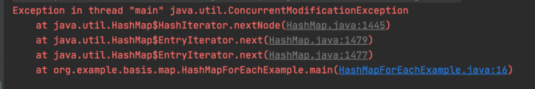 Exception in thread "main" java.util.ConcurrentModificationException
at java.util.HashMap$HashIterator.nextNode(HashMap.java:1445)
at java.util.HashMap$EntryIterator.next(HashMap.java:1479)
at java.util.HashMap$EntryIterator.next(HashMap.java:1477)
at org.example.basis.map.HashMapForEachExample.main(HashMapForEachExample.java:16)